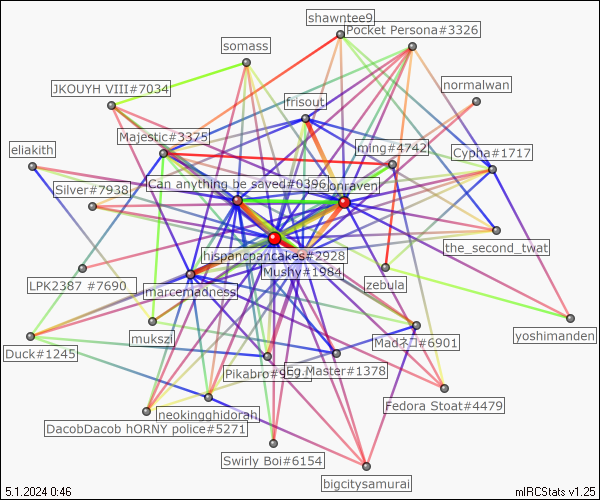 shawntee9
Pocket Persona#3326
somass
JKOUYH VIII#7034
normalwan
frisout
Majestic#3375
ming#4742
eliakith
Cypha#1717
Can anything be saved#0396
onraven
Silver#7938
the_second_twat
hispancpancakes#2928
Mushy#1984
zebula
LPK2387 #7690
marcemadness
yoshimanden
mukszi
Madネコ#6901
Duck#1245
Eg.Master#1378
Fedora Stoat#4479
neokingghidorah
DacobDacob hORNY police#5271
Swirly Boi#6154
bigcitysamurai
5.1.2024 0:46
mIRCStats v1.25